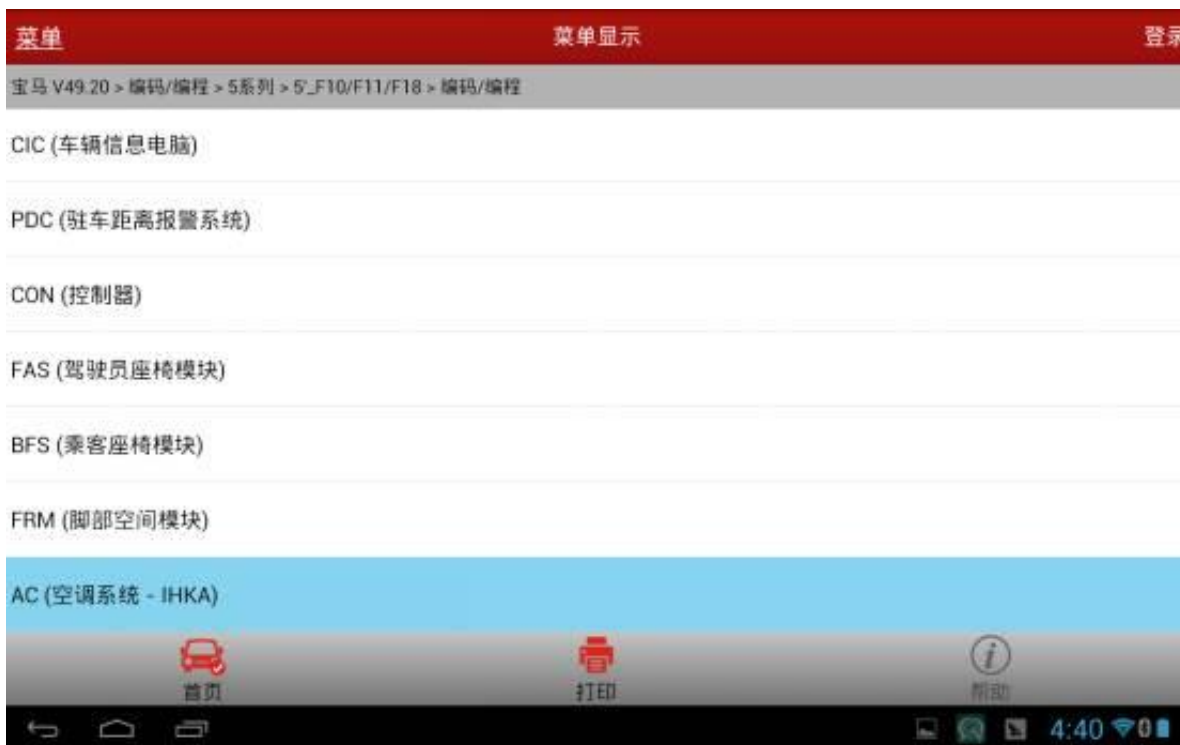 菜单 菜单显示 登录
宝马 V49.20 > 编码/编程 > 5系列 > 5'_F10/F11/F18 > 编码/编程
CIC (车辆信息电脑)
PDC (驻车距离报警系统)
CON (控制器)
FAS (驾驶员座椅模块)
BFS (乘客座椅模块)
FRM (脚部空间模块)
AC (空调系统 - IHKA)
首页 打印 帮助
4:40